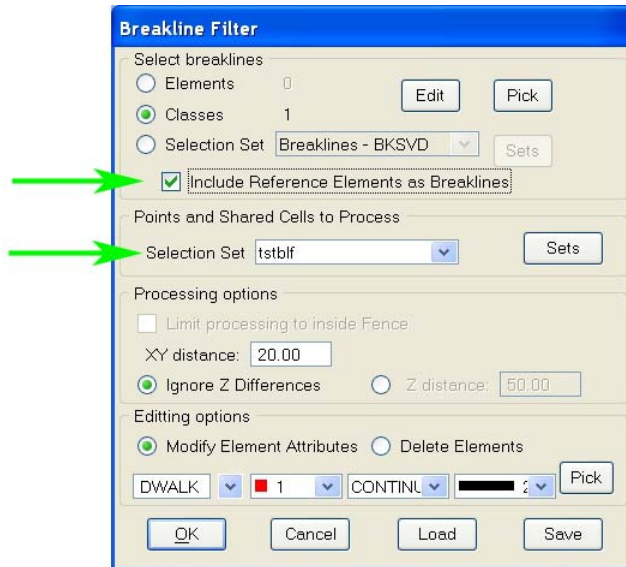 Breakline Filter
Select breaklines
Elements 0 Edit Pick
Classes 1
Selection Set Breaklines - BKSVD Sets
Include Reference Elements as Breaklines
Points and Shared Cells to Process
Selection Set tstblf Sets
Processing options
Limit processing to inside Fence
XY distance: 20.00
Ignore Z Differences Z distance: 50.00
Editting options
Modify Element Attributes Delete Elements
DWALK 1 CONTINU 2 Pick
OK Cancel Load Save